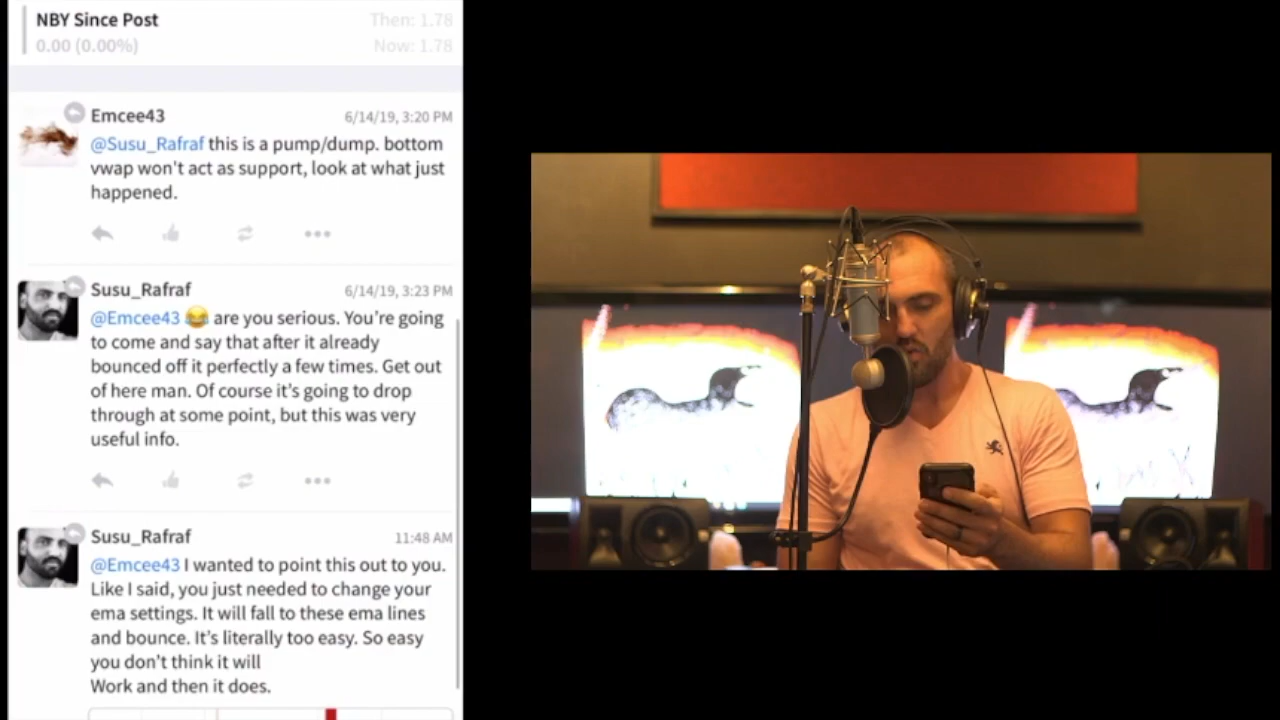 NBY Since Post
Then: 1.78
0.00 (0.00%)
Now: 1.78
Emcee43
6/14/19, 3:20 PM
@Susu_Rafraf this is a pump/dump. bottom
vwap won't act as support, look at what just
happened.
Susu_Rafraf
6/14/19, 3:23 PM
@Emcee43 😂 are you serious. You're going
to come and say that after it already
bounced off it perfectly a few times. Get out
of here man. Of course it's going to drop
through at some point, but this was very
useful info.
Susu_Rafraf
11:48 AM
@Emcee43 I wanted to point this out to you.
Like I said, you just needed to change your
ema settings. It will fall to these ema lines
and bounce. It's literally too easy. So easy
you don't think it will
Work and then it does.